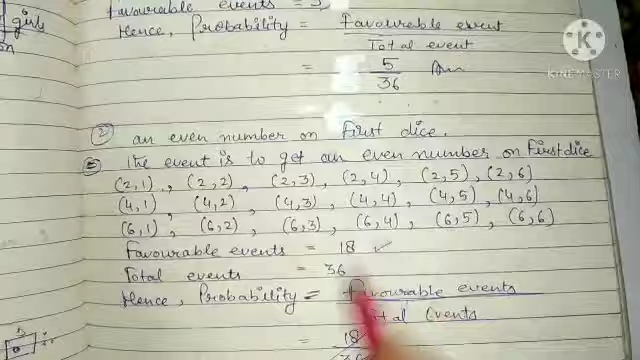 6 girls
favourable events = 5
Hence, Probability = favourable event
Total event
= 5
36 Ans
KINEMASTER
② an even number on First dice.
the event is to get an even number on First dice
(2,1), (2,2), (2,3), (2,4), (2,5), (2,6)
(4,1) (4,2), (4,3), (4,4), (4,5), (4,6)
(6,1), (6,2), (6,3), (6,4), (6,5), (6,6)
Favourable events = 18 ✓
Total events = 36
Hence, Probability = favourable events
events
= 18